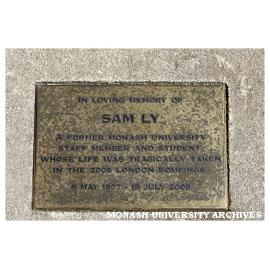 IN LOVING MEMORY OF
SAM LY
A FORMER MONASH UNIVERSITY
STAFF MEMBER AND STUDENT,
WHOSE LIFE WAS TRAGICALLY TAKEN
IN THE 2005 LONDON BOMBINGS.
6 MAY 1977 - 15 JULY 2005
MONASH UNIVERSITY ARCHIVES